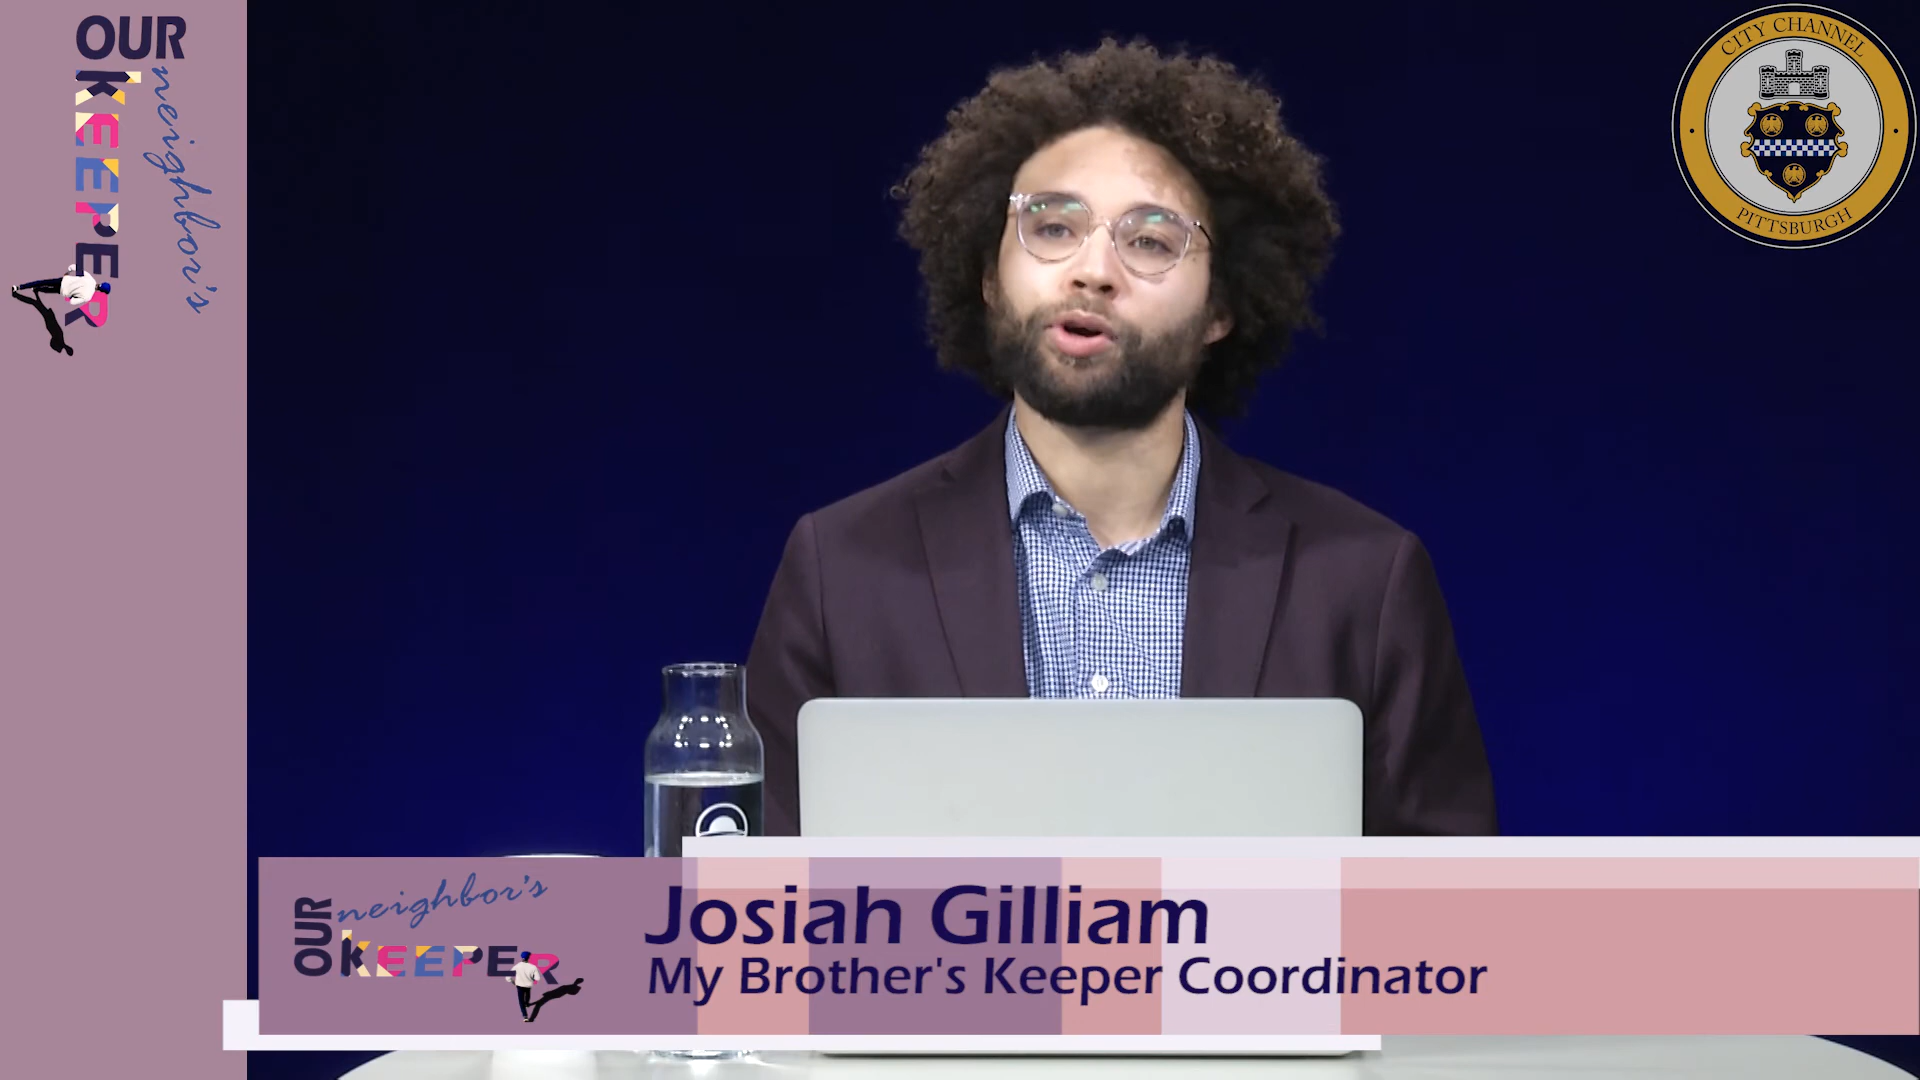 OUR
neighbor's
KEEPER
CITY CHANNEL
PITTSBURGH
OUR
neighbor's
KEEPER
Josiah Gilliam
My Brother's Keeper Coordinator